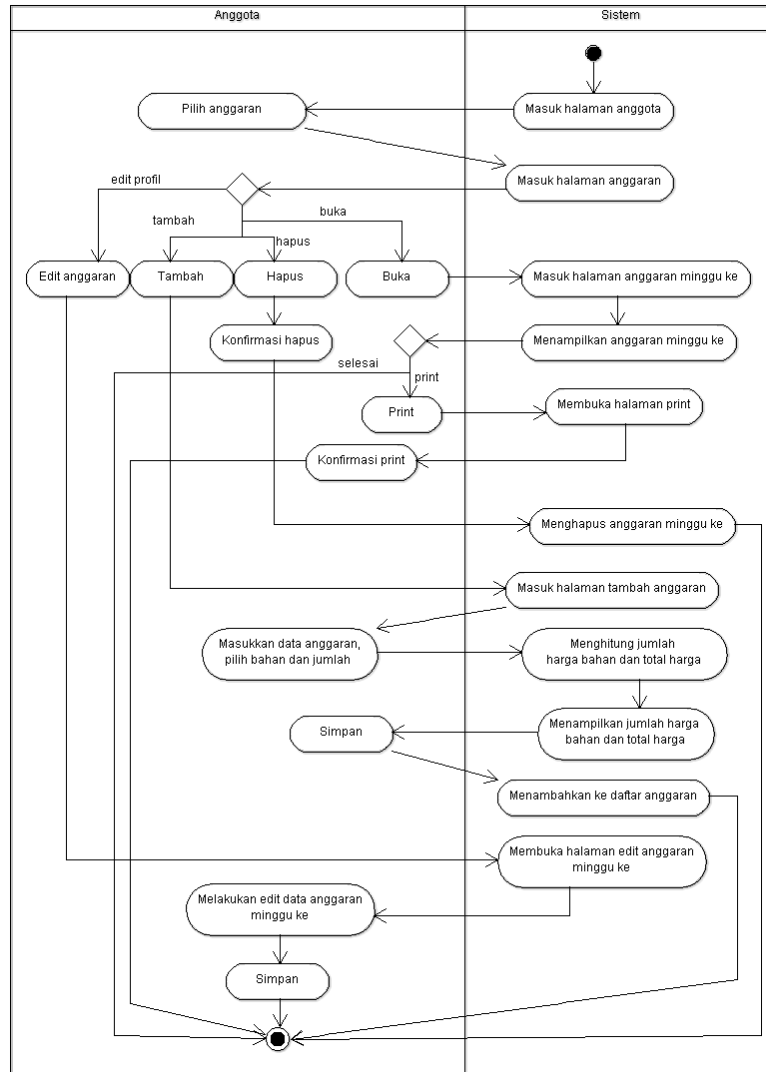 Anggota
Sistem
Masuk halaman anggota
Pilih anggaran
Masuk halaman anggaran
edit profil
buka
tambah
hapus
Edit anggaran
Tambah
Hapus
Buka
Masuk halaman anggaran minggu ke
Konfirmasi hapus
Menampilkan anggaran minggu ke
selesai
print
Print
Membuka halaman print
Konfirmasi print
Menghapus anggaran minggu ke
Masuk halaman tambah anggaran
Masukkan data anggaran,
pilih bahan dan jumlah
Menghitung jumlah
harga bahan dan total harga
Simpan
Menampilkan jumlah harga
bahan dan total harga
Menambahkan ke daftar anggaran
Membuka halaman edit anggaran
minggu ke
Melakukan edit data anggaran
minggu ke
Simpan